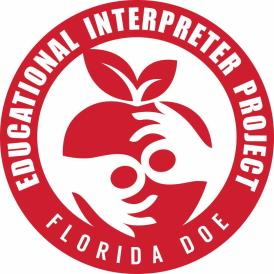 EDUCATIONAL INTERPRETER PROJECT
FLORIDA DOE